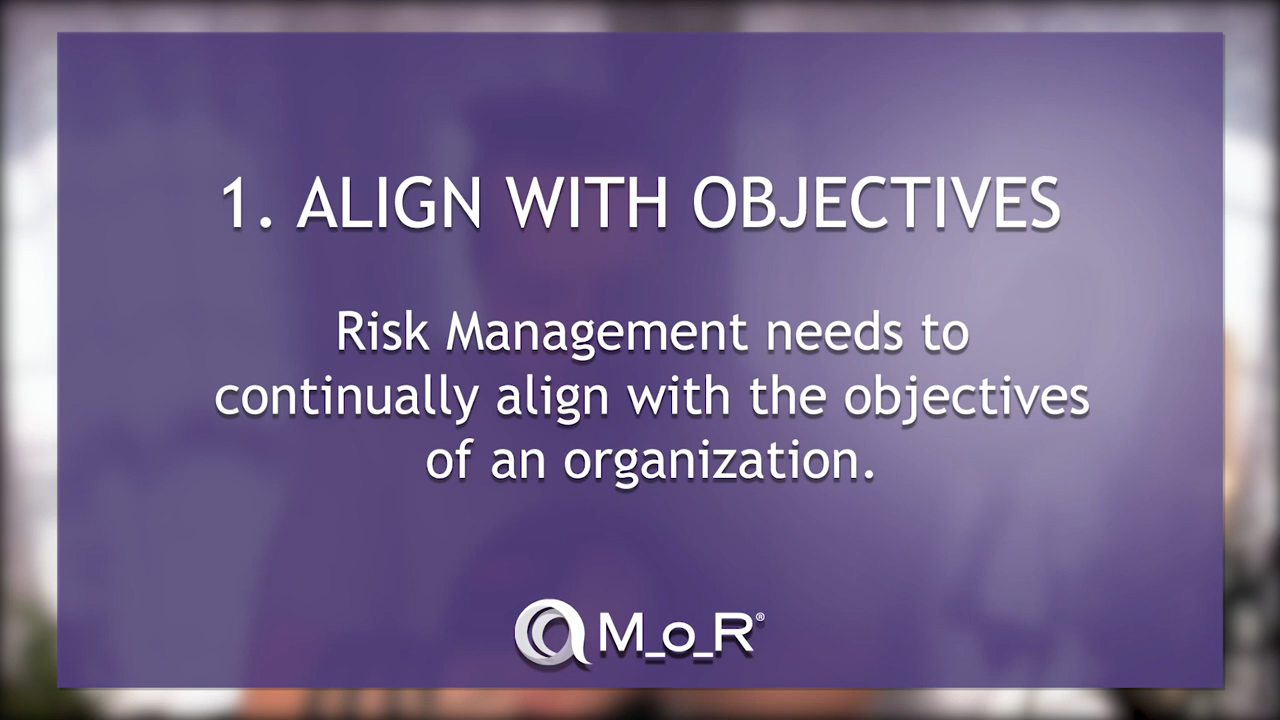 1. ALIGN WITH OBJECTIVES
Risk Management needs to
continually align with the objectives
of an organization.
M_o_R®